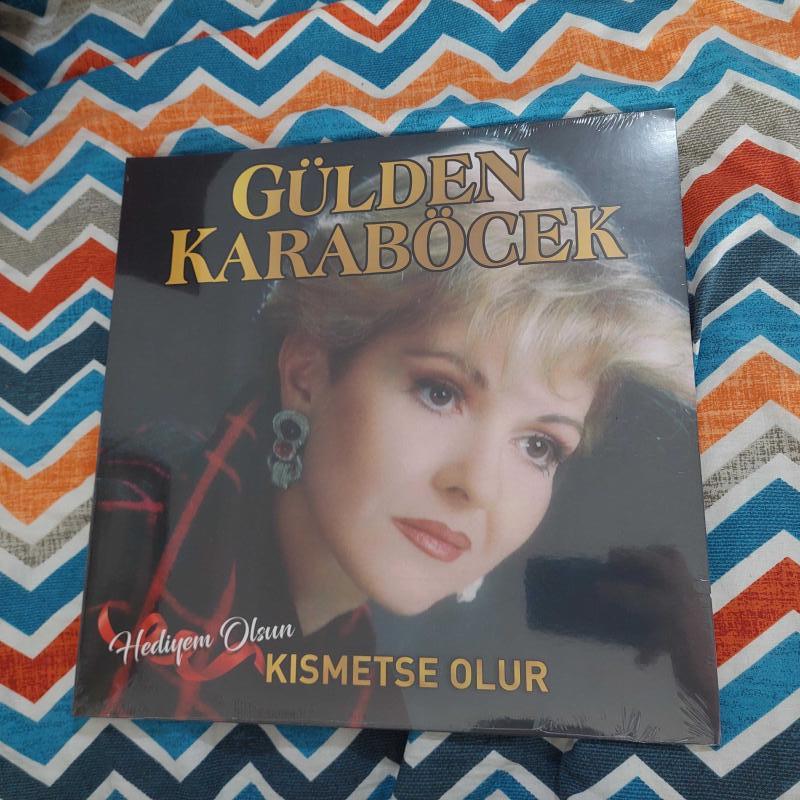 GÜLDEN
KARABÖCEK
Hediyem Olsun
KISMETSE OLUR